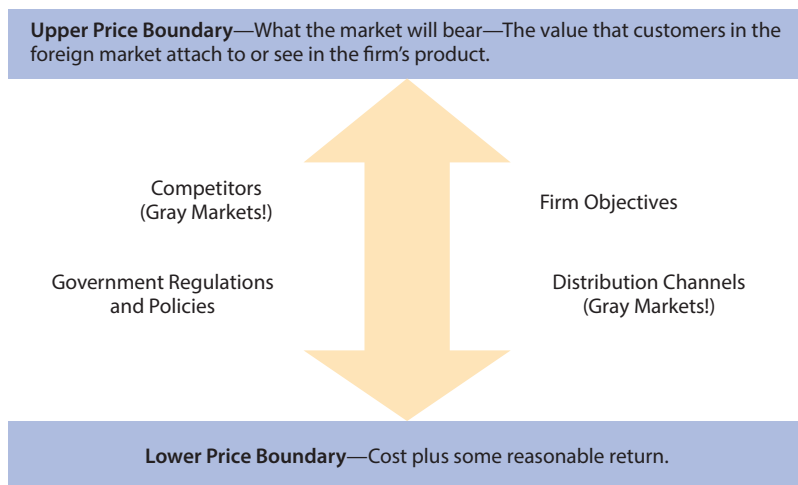 Upper Price Boundary—What the market will bear—The value that customers in the
foreign market attach to or see in the firm's product.
Competitors
(Gray Markets!)
Firm Objectives
Government Regulations
and Policies
Distribution Channels
(Gray Markets!)
Lower Price Boundary—Cost plus some reasonable return.